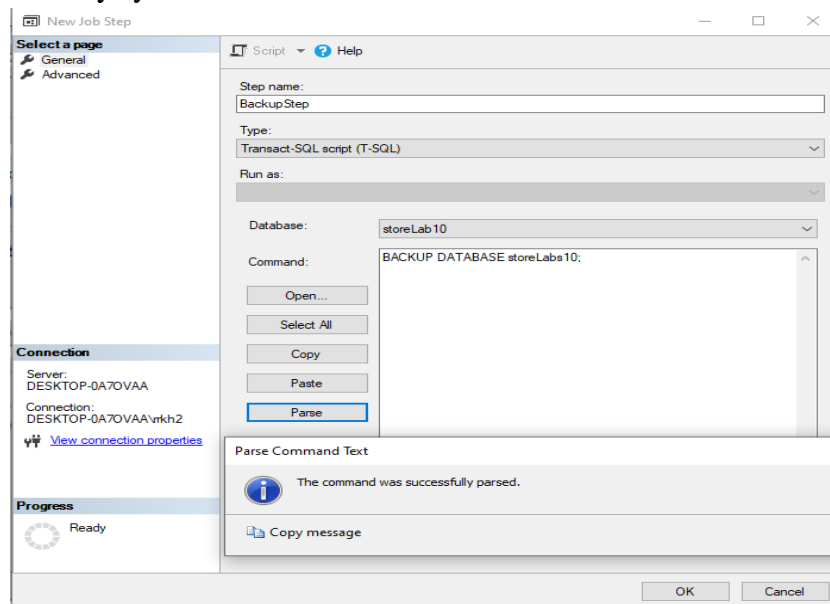 New Job Step
Select a page
General
Advanced
Script
Help
Step name:
BackupStep
Type:
Transact-SQL script (T-SQL)
Run as:
Database:
storeLab10
Command:
BACKUP DATABASE storeLabs10;
Open...
Select All
Copy
Paste
Parse
Connection
Server:
DESKTOP-0A7OVAA
Connection:
DESKTOP-0A7OVAA\mkh2
View connection properties
Progress
Ready
Parse Command Text
The command was successfully parsed.
Copy message
OK
Cancel